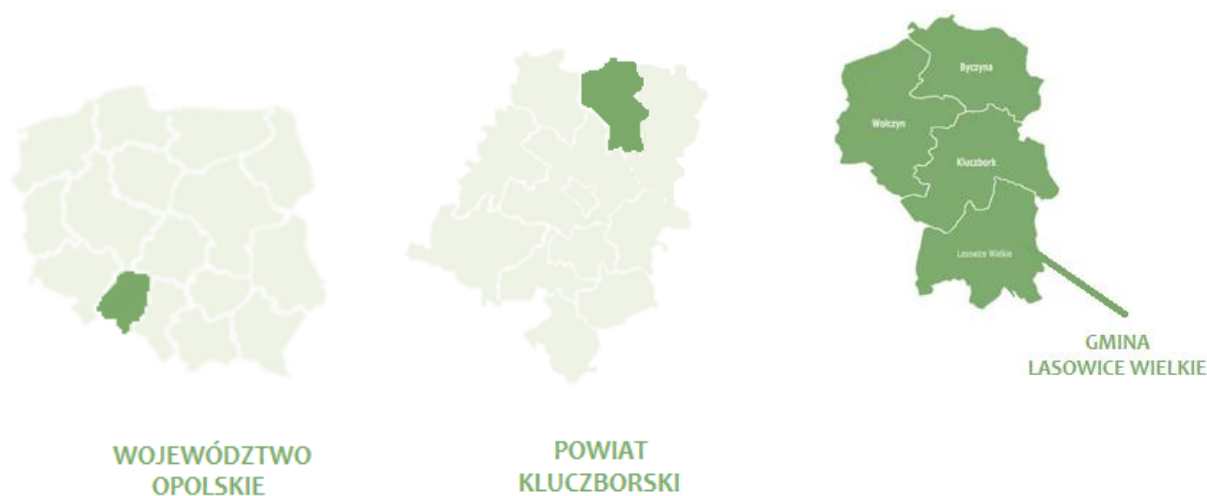 WOJEWÓDZTWO
OPOLSKIE
POWIAT
KLUCZBORSKI
Byczyna
Wołczyn
Kluczbork
Lasowice Wielkie
GMINA
LASOWICE WIELKIE